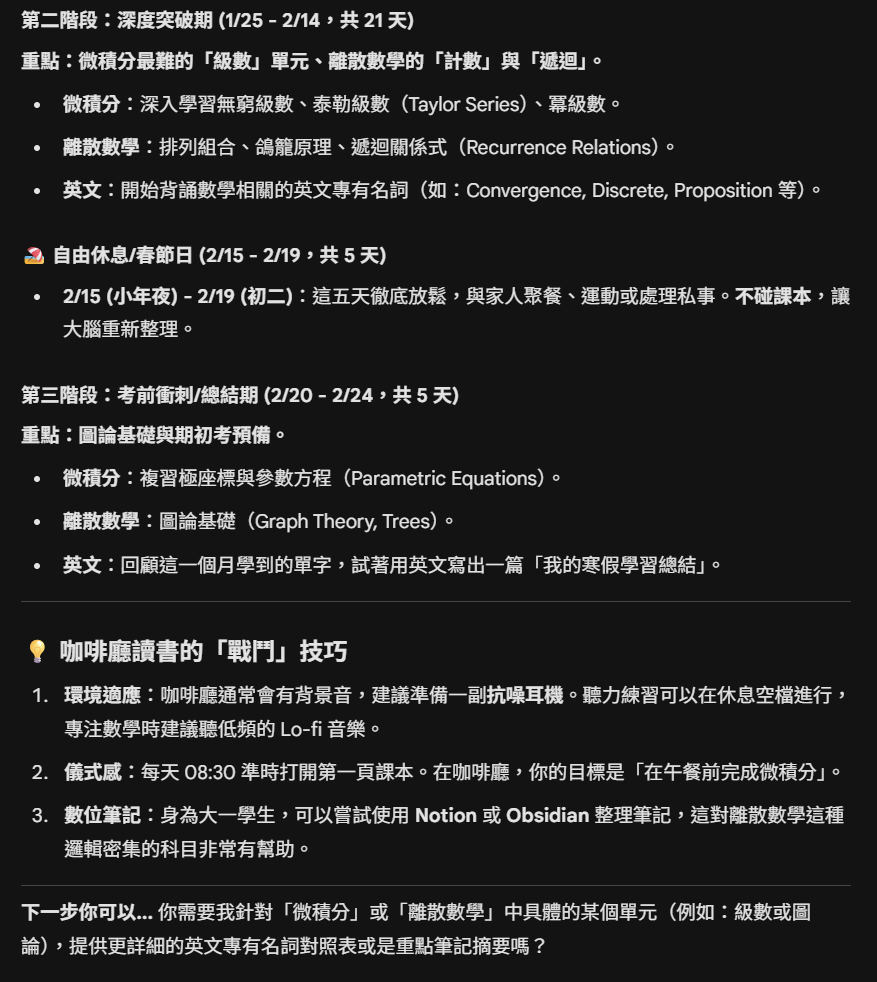 第二階段：深度突破期 (1/25 - 2/14，共 21 天)
重點：微積分最難的「級數」單元、離散數學的「計數」與「遞迴」。
• 微積分：深入學習無窮級數、泰勒級數（Taylor Series）、冪級數。
• 離散數學：排列組合、鴿籠原理、遞迴關係式（Recurrence Relations）。
• 英文：開始背誦數學相關的英文專有名詞（如：Convergence, Discrete, Proposition 等）。
🏖️ 自由休息/春節日 (2/15 - 2/19，共 5 天)
• 2/15 (小年夜) - 2/19 (初二)：這五天徹底放鬆，與家人聚餐、運動或處理私事。不碰課本，讓
大腦重新整理。
第三階段：考前衝刺/總結期 (2/20 - 2/24，共 5 天)
重點：圖論基礎與期初考預備。
• 微積分：複習極座標與參數方程（Parametric Equations）。
• 離散數學：圖論基礎（Graph Theory, Trees）。
• 英文：回顧這一個月學到的單字，試著用英文寫出一篇「我的寒假學習總結」。
💡 咖啡廳讀書的「戰鬥」技巧
1. 環境適應：咖啡廳通常會有背景音，建議準備一副抗噪耳機。聽力練習可以在休息空檔進行，
專注數學時建議聽低頻的 Lo-fi 音樂。
2. 儀式感：每天 08:30 準時打開第一頁課本。在咖啡廳，你的目標是「在午餐前完成微積分」。
3. 數位筆記：身為大一學生，可以嘗試使用 Notion 或 Obsidian 整理筆記，這對離散數學這種
邏輯密集的科目非常有幫助。
下一步你可以... 你需要我針對「微積分」或「離散數學」中具體的某個單元（例如：級數或圖
論），提供更詳細的英文專有名詞對照表或是重點筆記摘要嗎？